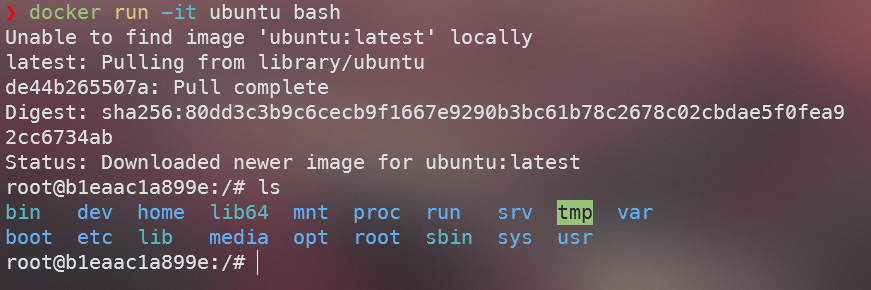 ❯ docker run -it ubuntu bash
Unable to find image 'ubuntu:latest' locally
latest: Pulling from library/ubuntu
de44b265507a: Pull complete
Digest: sha256:80dd3c3b9c6cecb9f1667e9290b3bc61b78c2678c02cbdae5f0fea9
2cc6734ab
Status: Downloaded newer image for ubuntu:latest
root@b1eaac1a899e:/# ls
bin   dev  home  lib64  mnt  proc  run   srv  tmp  var
boot  etc  lib   media  opt  root  sbin  sys  usr
root@b1eaac1a899e:/#